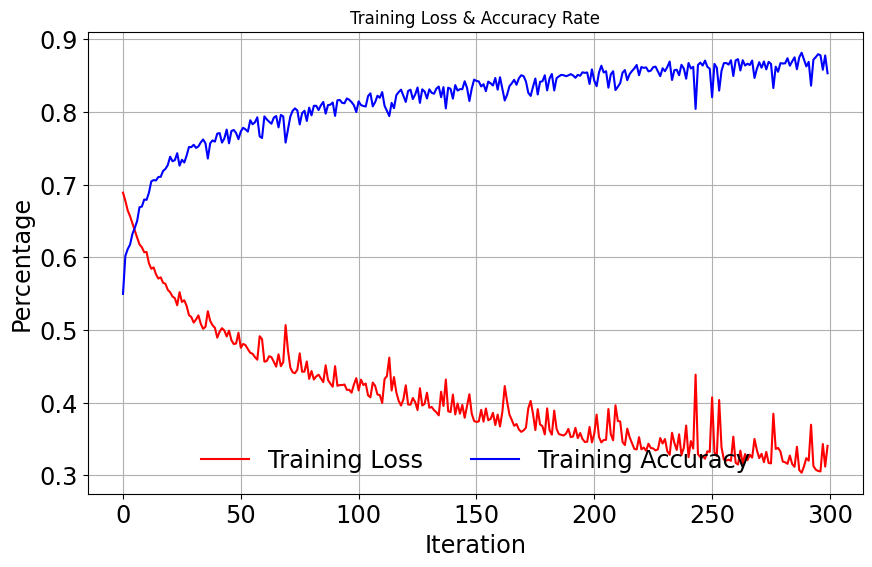 Training Loss & Accuracy Rate
0.9
0.8
0.7
0.6
0.5
0.4
0.3
Percentage
Training Loss
Training Accuracy
0 50 100 150 200 250 300
Iteration